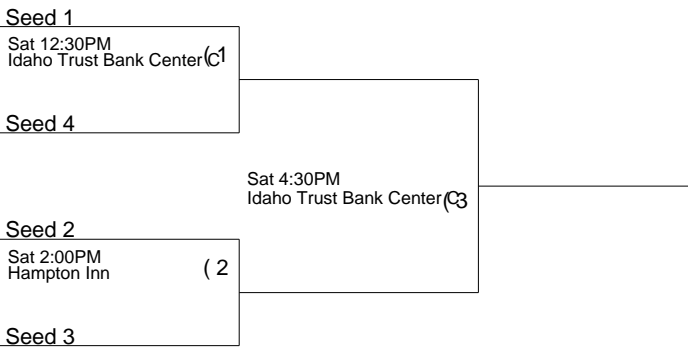 Seed 1
Sat 12:30PM
Idaho Trust Bank Center (C1
Seed 4
Sat 4:30PM
Idaho Trust Bank Center (C3
Seed 2
Sat 2:00PM
Hampton Inn ( 2
Seed 3